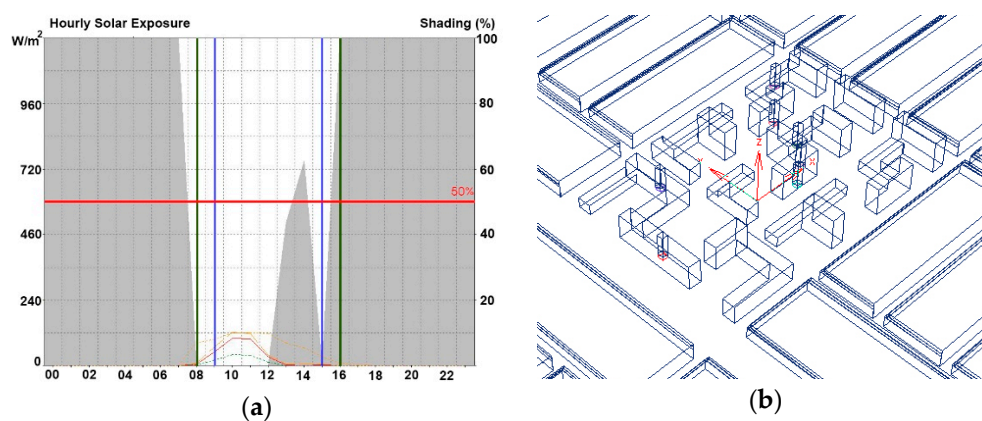 Hourly Solar Exposure Shading (%)
W/m 2 100
960 80
720 60
50%
460 40
240 20
0
00 02 04 06 08 10 12 14 16 18 20 22
Z
X
Y
(a) (b)